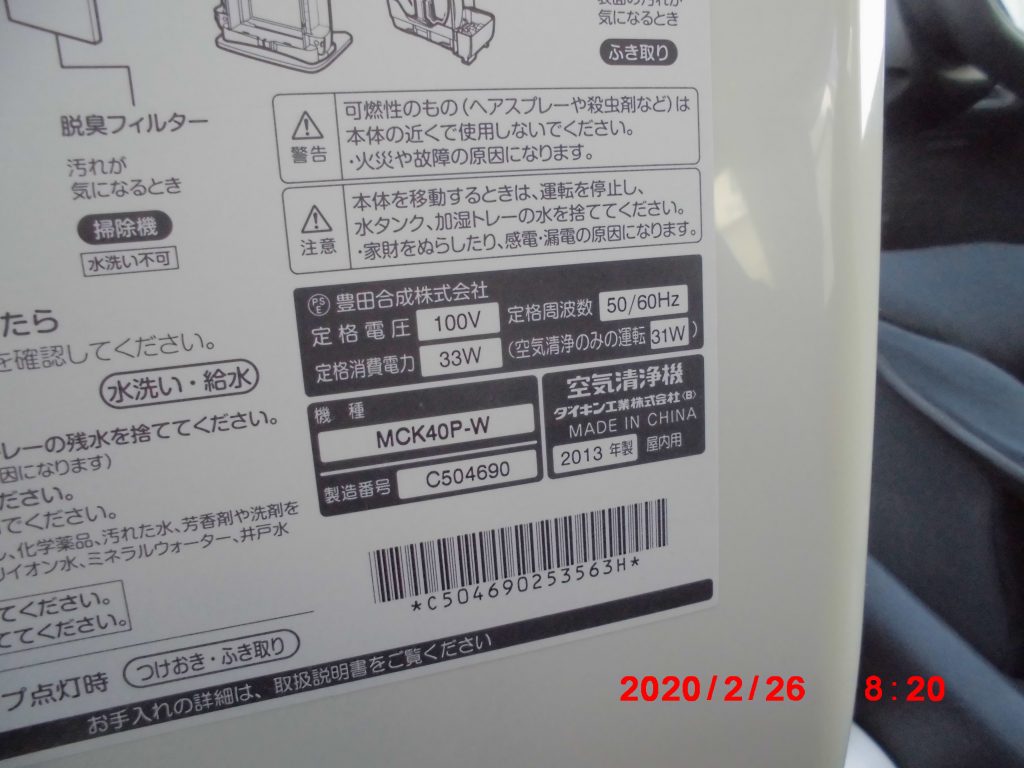 気になるとき
ふき取り
脱臭フィルター
汚れが
気になるとき
掃除機
水洗い不可
警告
可燃性のもの(ヘアスプレーや殺虫剤など)は
本体の近くで使用しないでください。
・火災や故障の原因になります。
注意
本体を移動するときは、運転を停止し、
水タンク、加湿トレーの水を捨ててください。
・家財をぬらしたり、感電・漏電の原因になります。
たら
を確認してください。
水洗い・給水
レーの残水を捨ててください。
因になります)
ださい。
でください。
、化学薬品、汚れた水、芳香剤や洗剤を
リイオン水、ミネラルウォーター、井戸水
てください。
ててください。
プ点灯時
つけおき・ふき取り
お手入れの詳細は、取扱説明書をご覧ください
PSE 豊田合成株式会社
定格電圧 100V 定格周波数 50/60Hz
定格消費電力 33W (空気清浄のみの運転 31W)
機種
MCK40P-W
製造番号 C504690
空気清浄機
ダイキン工業株式会社(B)
MADE IN CHINA
2013 年製 屋内用
*C504690253563H*
2020/2/26 8:20